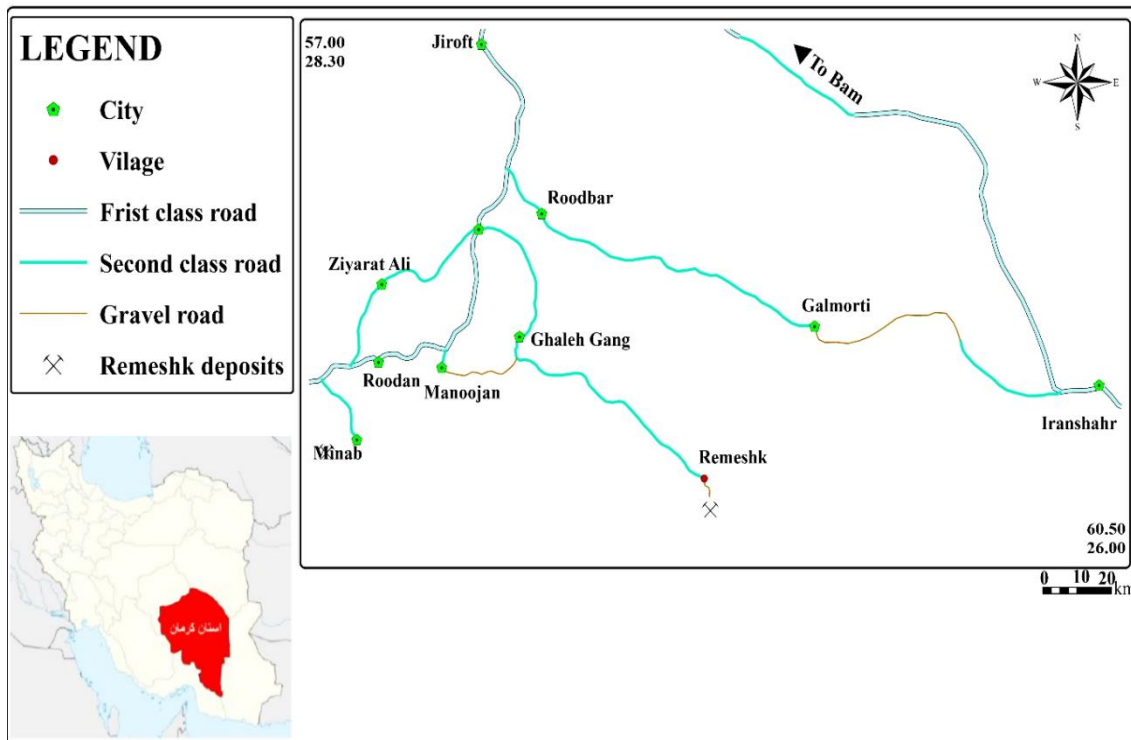 LEGEND
City
Vilage
Frist class road
Second class road
Gravel road
Remeshk deposits
57.00
28.30
Jiroft
To Bam
N
W
E
S
Roodbar
Ziyarat Ali
Galmorti
Ghaleh Gang
Roodan
Manoojan
Iranshahr
Minab
Remeshk
60.50
26.00
0 10 20
km
استان کرمان